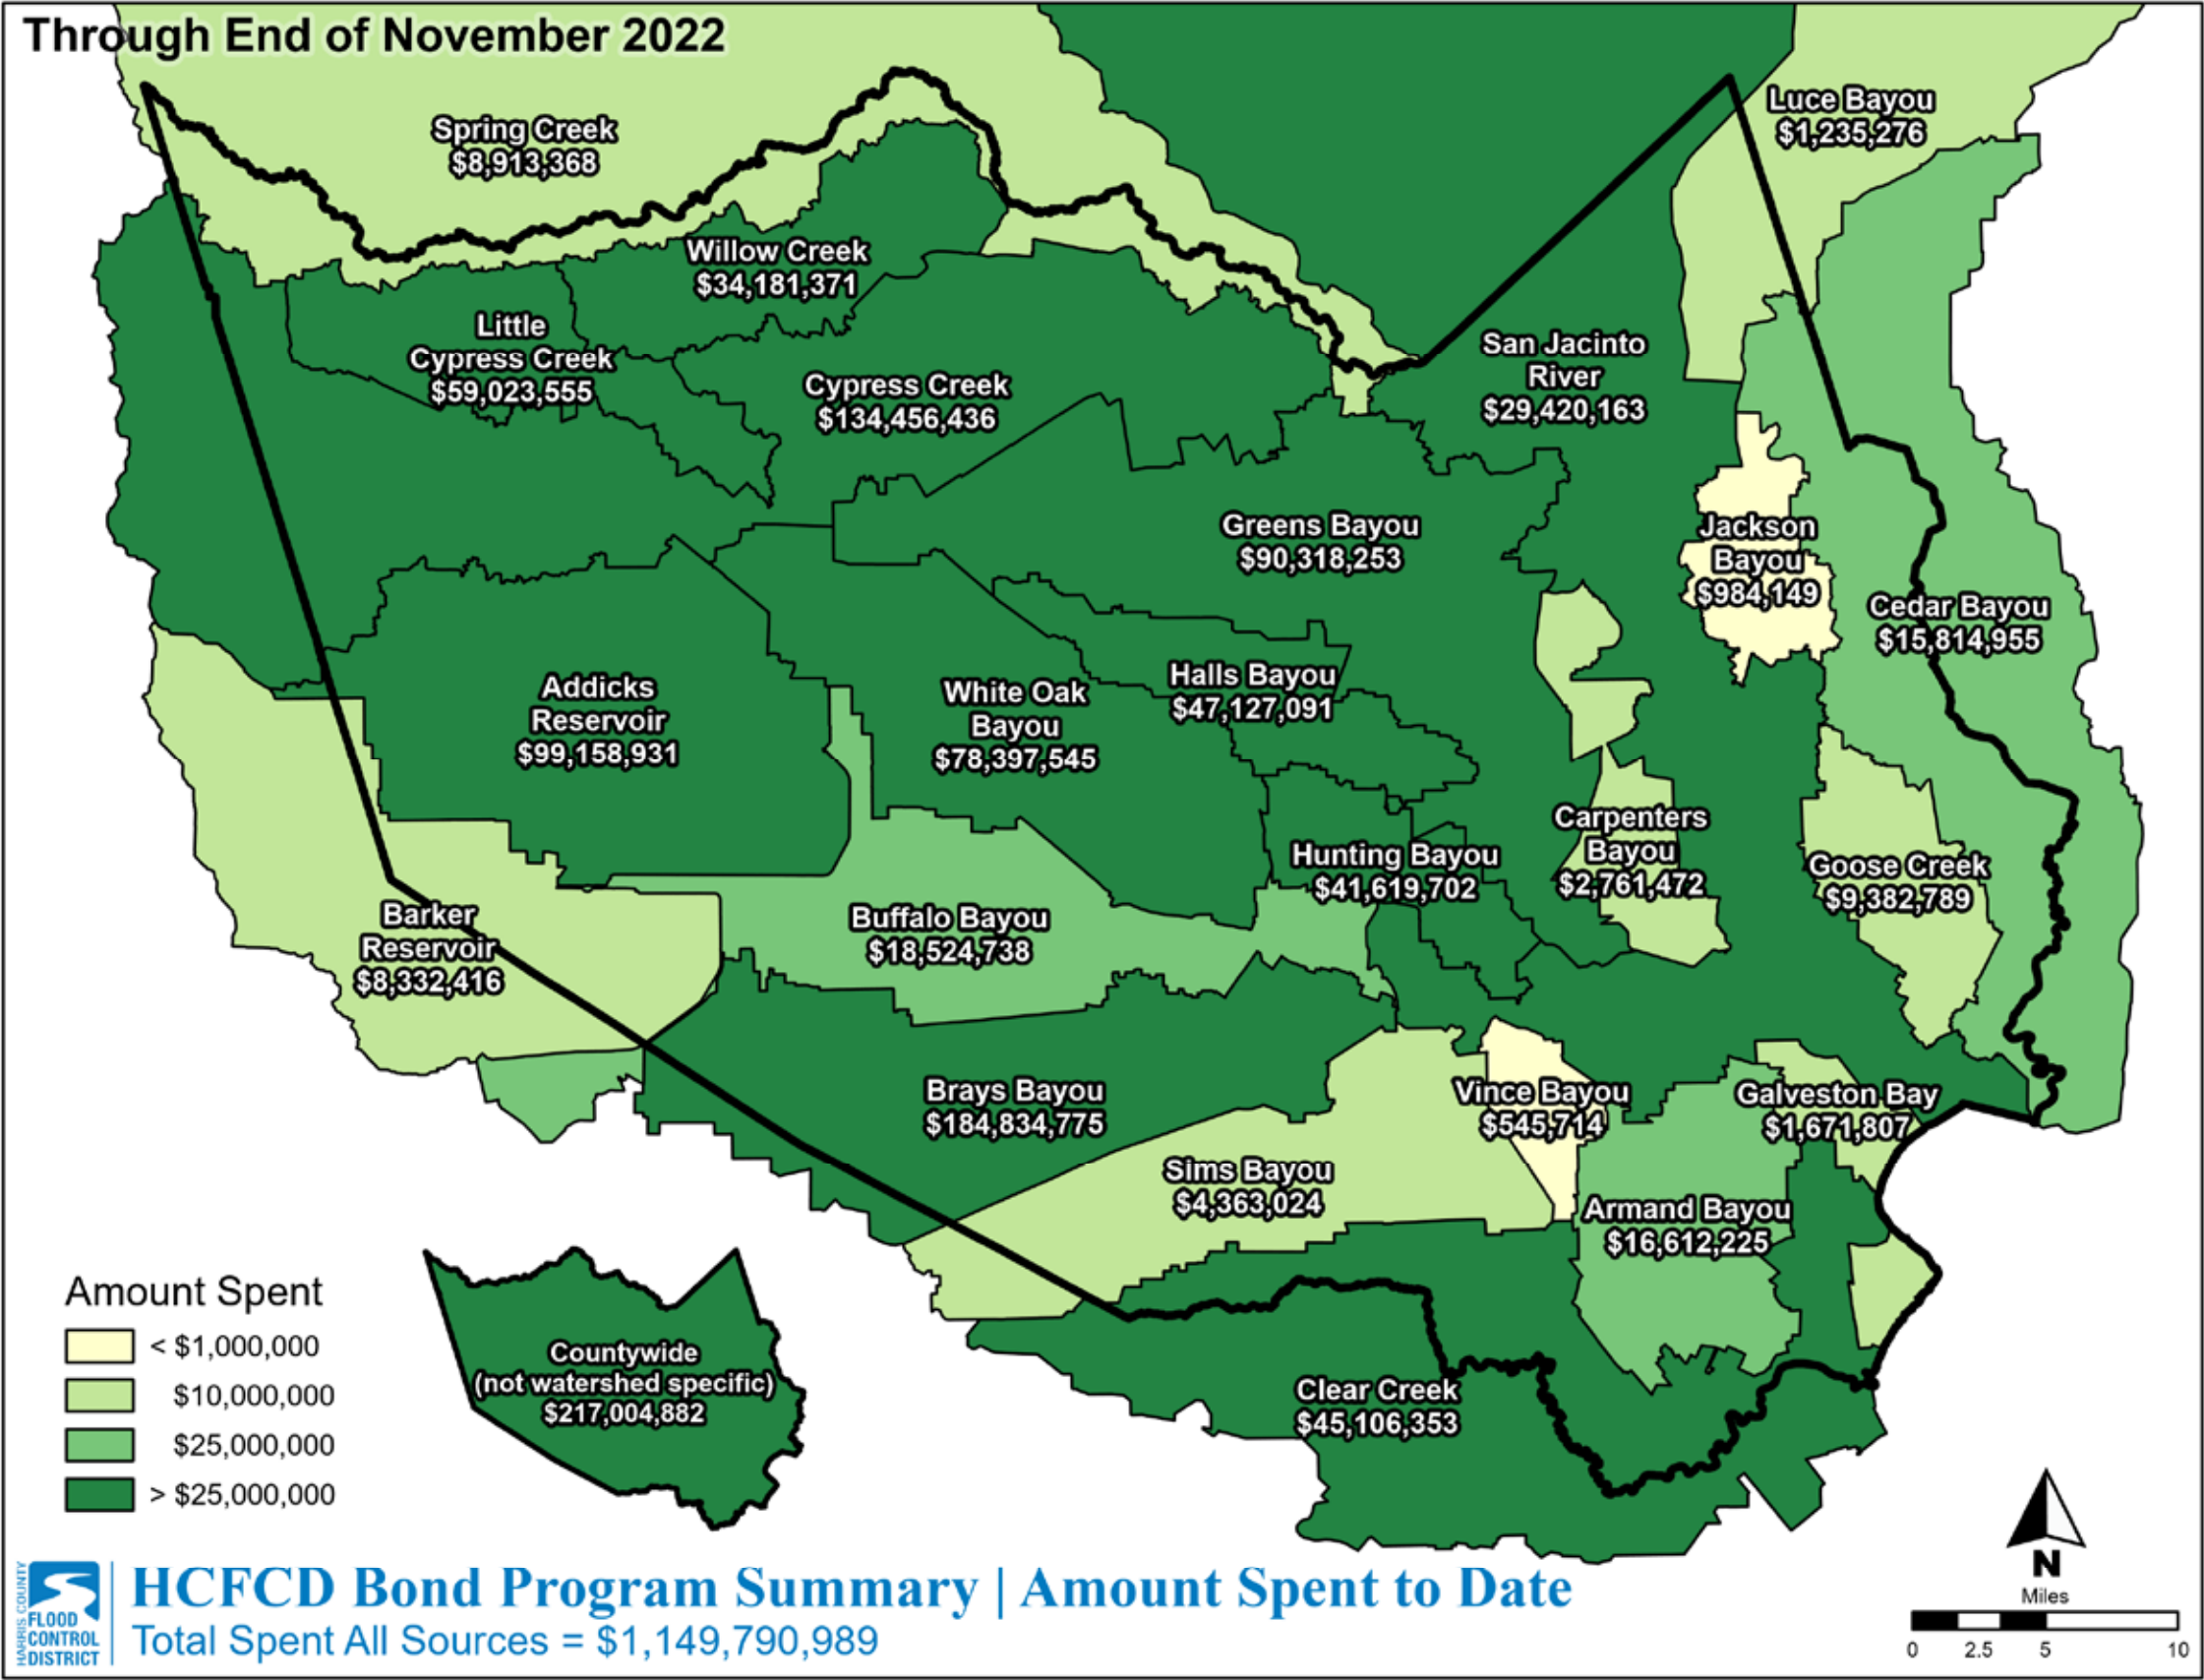 Through End of November 2022
Spring Creek
$8,913,368
Luce Bayou
$1,235,276
Willow Creek
$34,181,371
Little
Cypress Creek
$59,023,555
Cypress Creek
$134,456,436
San Jacinto
River
$29,420,163
Greens Bayou
$90,318,253
Jackson
Bayou
$984,149
Cedar Bayou
$15,814,955
Addicks
Reservoir
$99,158,931
White Oak
Bayou
$78,397,545
Halls Bayou
$47,127,091
Hunting Bayou
$41,619,702
Carpenters
Bayou
$2,761,472
Goose Creek
$9,382,789
Barker
Reservoir
$8,332,416
Buffalo Bayou
$18,524,738
Brays Bayou
$184,834,775
Vince Bayou
$545,714
Galveston Bay
$1,671,807
Sims Bayou
$4,363,024
Armand Bayou
$16,612,225
Clear Creek
$45,106,353
Amount Spent
< $1,000,000
$10,000,000
$25,000,000
> $25,000,000
Countywide
(not watershed specific)
$217,004,882
N
Miles
0 2.5 5 10
HARRIS COUNTY
FLOOD
CONTROL
DISTRICT
HCFCD Bond Program Summary | Amount Spent to Date
Total Spent All Sources = $1,149,790,989